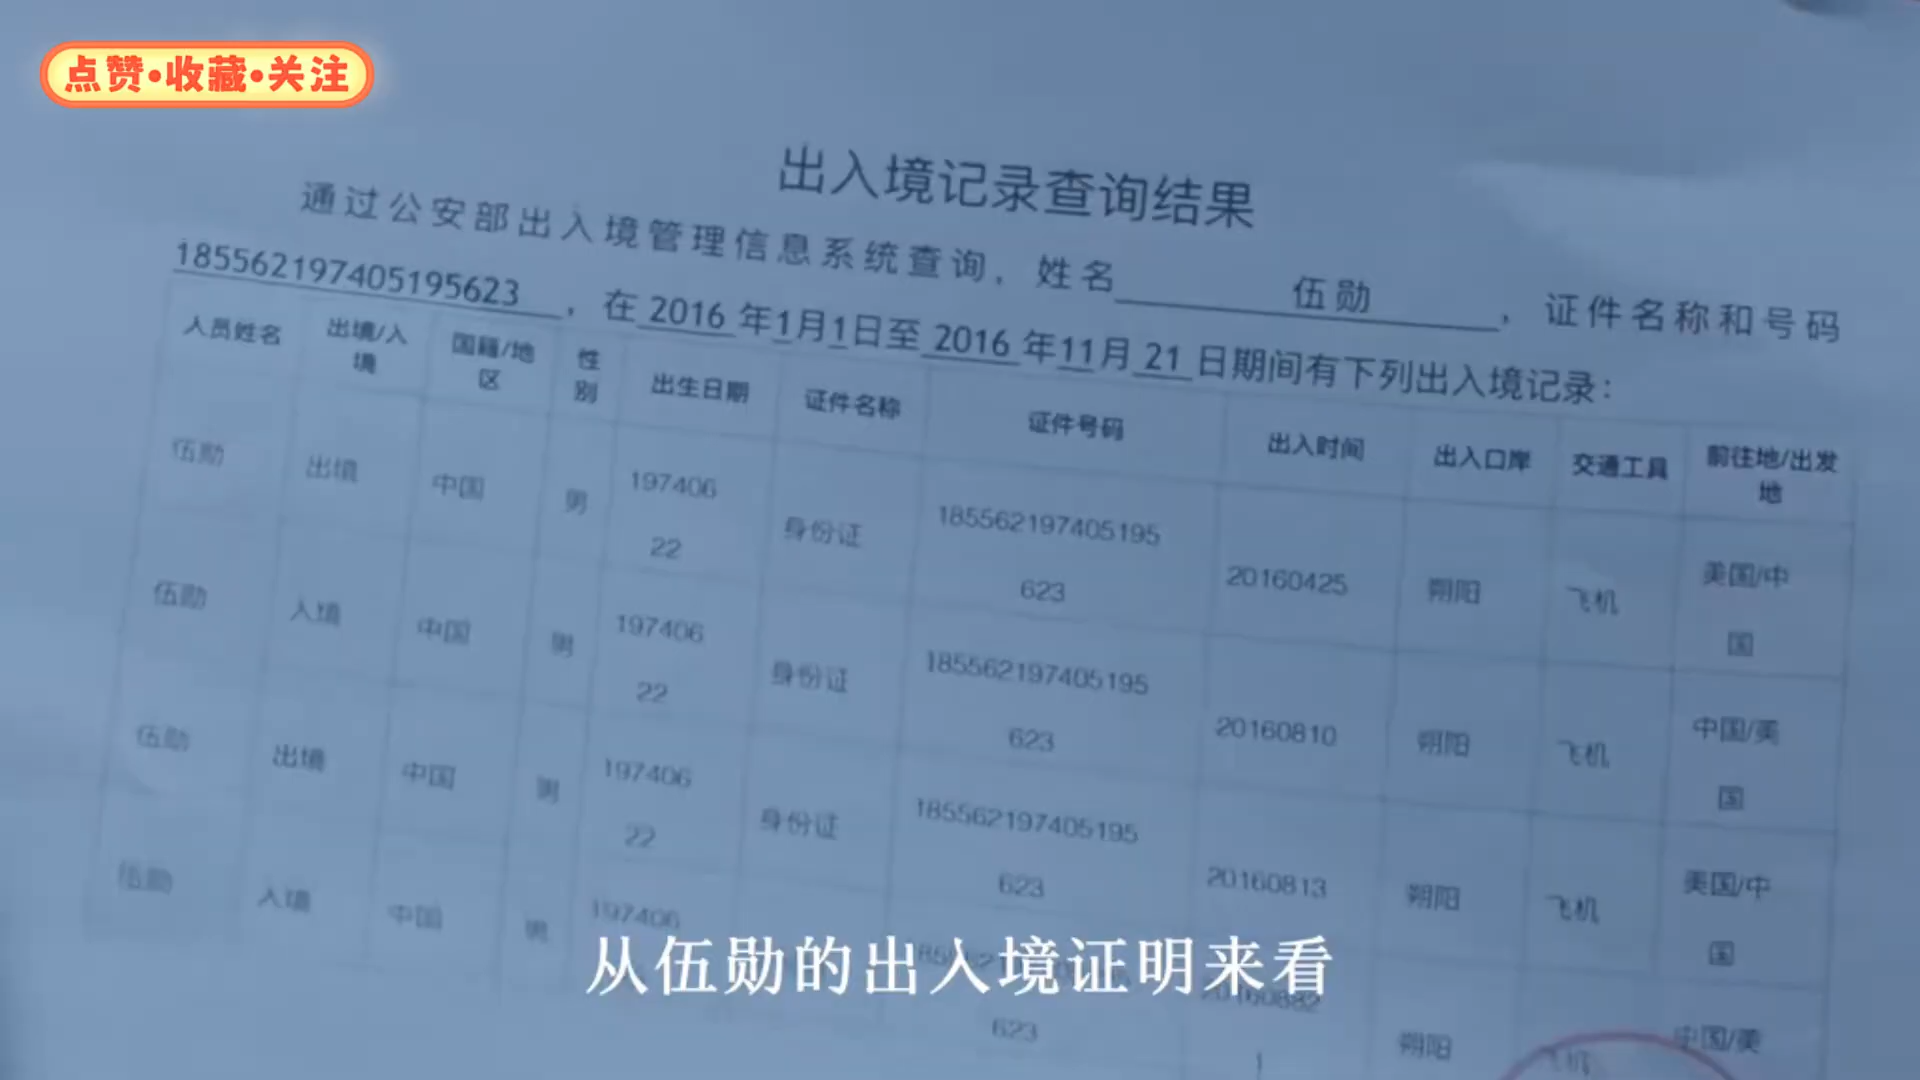 点赞·收藏·关注
出入境记录查询结果
通过公安部出入境管理信息系统查询，姓名 伍勋 ，证件名称和号码
185562197405195623 ，在 2016 年1月1日至 2016 年11月 21 日期间有下列出入境记录：
人员姓名 出境/入境 国籍/地区 性别 出生日期 证件名称 证件号码 出入时间 出入口岸 交通工具 前往地/出发地
伍勋 出境 中国 男 19740622 身份证 185562197405195623 20160425 朔阳 飞机 美国/中国
伍勋 入境 中国 男 19740622 身份证 185562197405195623 20160810 朔阳 飞机 中国/美国
伍勋 出境 中国 男 19740622 身份证 185562197405195623 20160813 朔阳 飞机 美国/中国
伍勋 入境 中国 男 197406 623 1 朔阳 飞机 中国/美
从伍勋的出入境证明来看